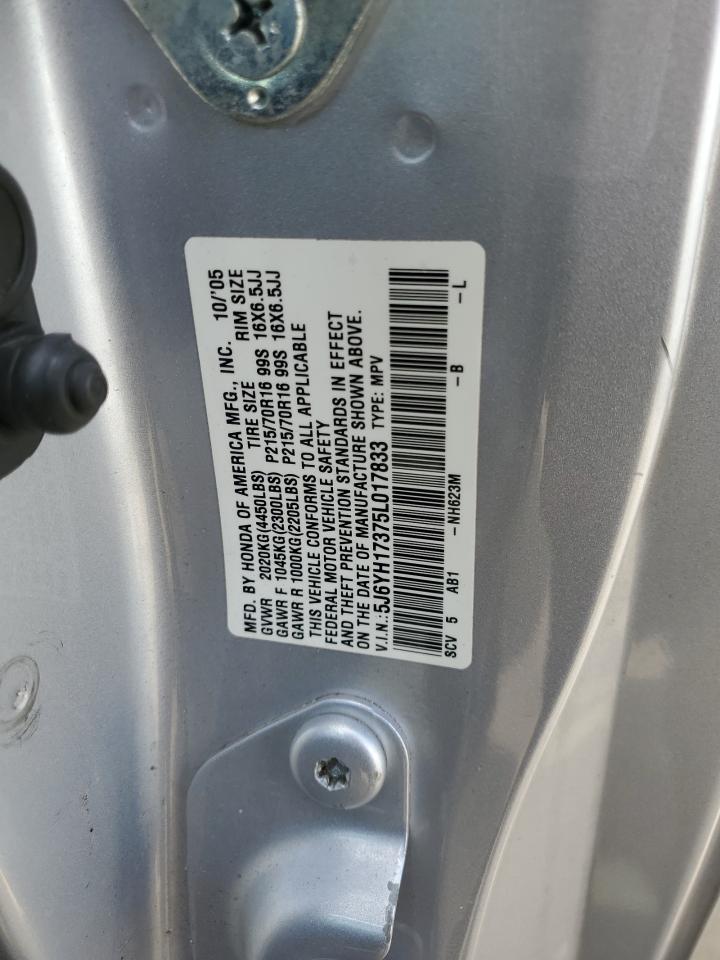 MFD. BY HONDA OF AMERICA MFG., INC. 10/'05
GVWR 2020KG(4450LBS) TIRE SIZE RIM SIZE
GAWR F 1045KG(2300LBS) P215/70R16 99S 16X6.5JJ
GAWR R 1000KG(2205LBS) P215/70R16 99S 16X6.5JJ
THIS VEHICLE CONFORMS TO ALL APPLICABLE
FEDERAL MOTOR VEHICLE SAFETY
AND THEFT PREVENTION STANDARDS IN EFFECT
ON THE DATE OF MANUFACTURE SHOWN ABOVE.
V.I.N.:5J6YH17375L017833 TYPE: MPV
SCV 5 AB1 -NH623M -B -L